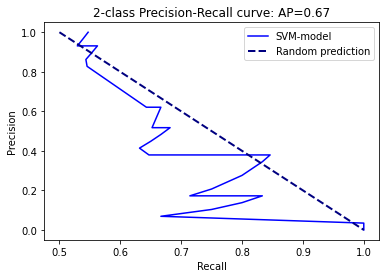 2-class Precision-Recall curve: AP=0.67
SVM-model
Random prediction
Precision
1.0
0.8
0.6
0.4
0.2
0.0
0.5 0.6 0.7 0.8 0.9 1.0
Recall